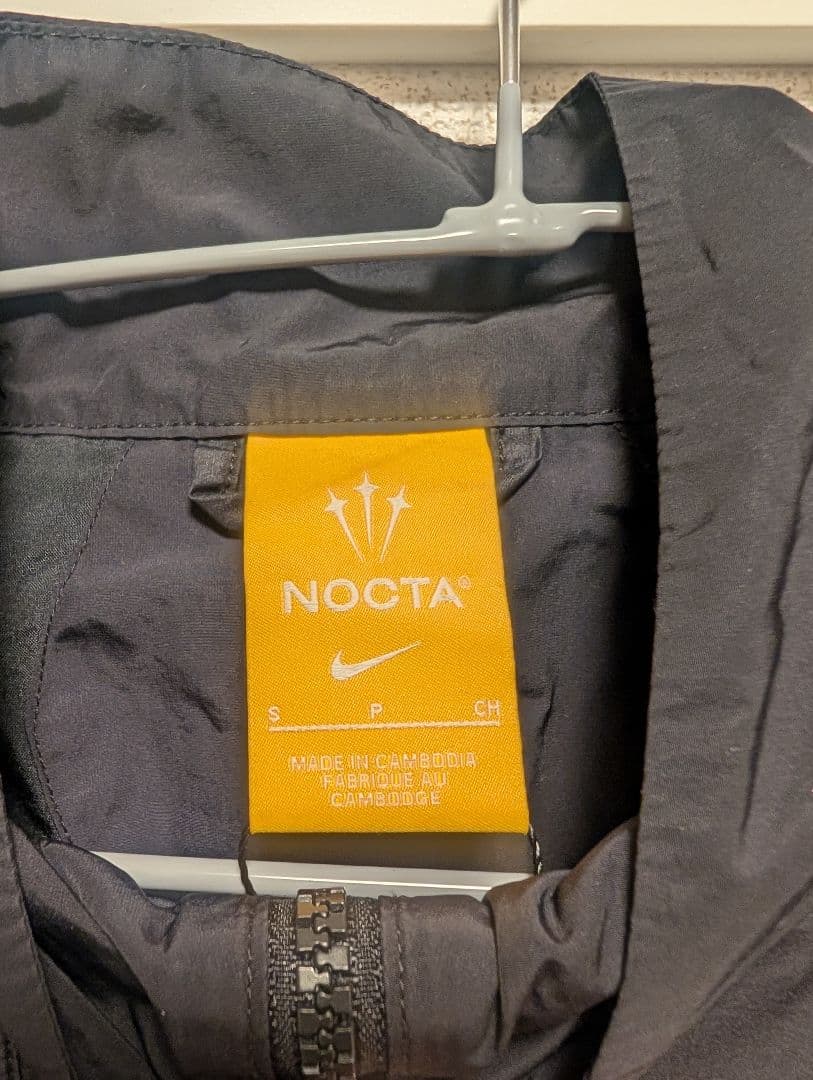 NOCTA®
S P CH
MADE IN CAMBODIA
FABRIQUE AU
CAMBODGE